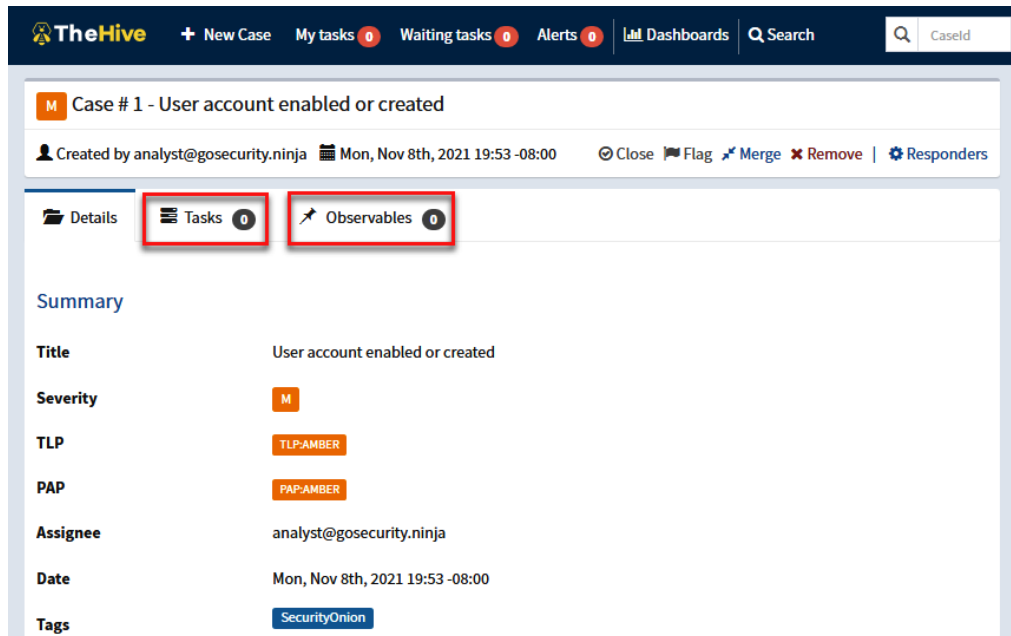 TheHive + New Case My tasks 0 Waiting tasks 0 Alerts 0 Dashboards Search CaseId
M Case # 1 - User account enabled or created
Created by analyst@gosecurity.ninja Mon, Nov 8th, 2021 19:53 -08:00 Close Flag Merge Remove | Responders
Details Tasks 0 Observables 0
Summary
Title User account enabled or created
Severity M
TLP TLP:AMBER
PAP PAP:AMBER
Assignee analyst@gosecurity.ninja
Date Mon, Nov 8th, 2021 19:53 -08:00
Tags SecurityOnion